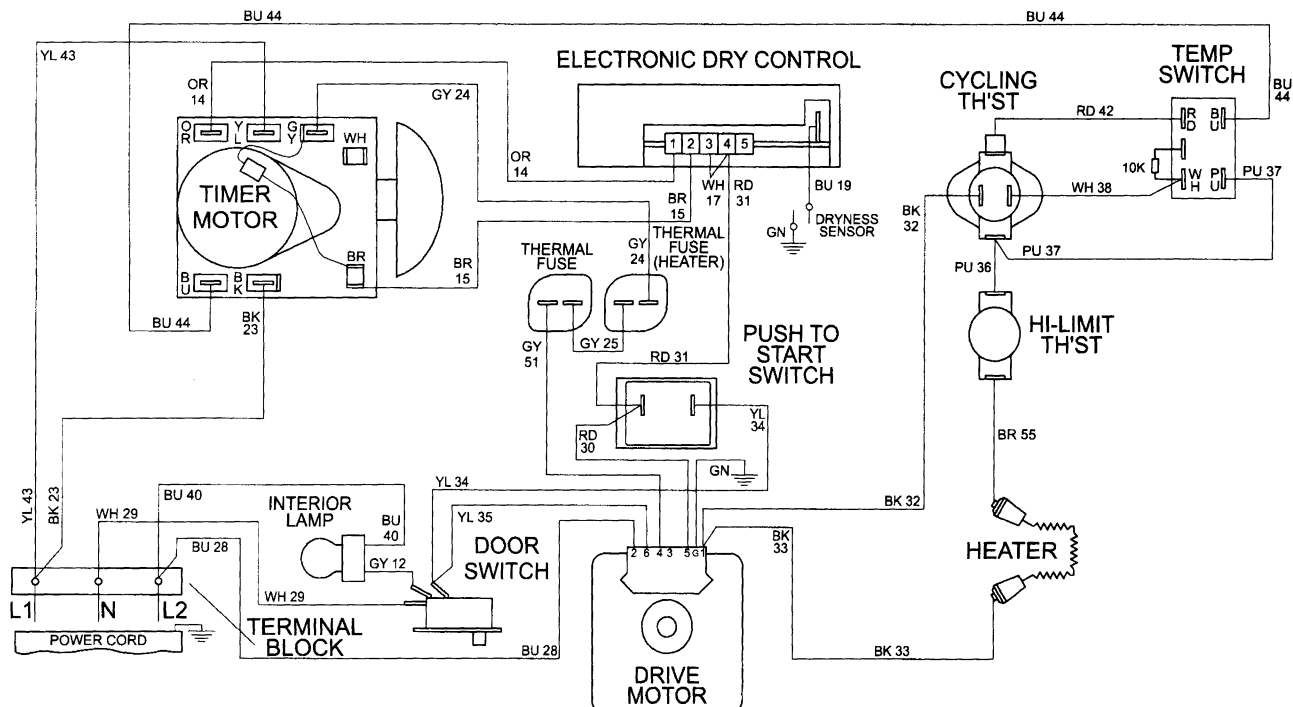 BU 44
BU 44
YL 43
ELECTRONIC DRY CONTROL
TEMP
SWITCH
CYCLING
TH'ST
OR
14
GY 24
BU
44
RD 42
O
R
Y
L
G
Y
WH
R
D
B
U
1 2 3 4 5
10K
W
H
P
U
PU 37
TIMER
MOTOR
OR
14
BR
15
WH
17
RD
31
BU 19
WH 38
DRYNESS
SENSOR
GN
BK
32
THERMAL
FUSE
GY
24
THERMAL
FUSE
(HEATER)
BR
BR
15
PU 36
PU 37
B
U
B
K
BU 44
BK
23
GY
51
GY 25
RD 31
PUSH TO
START
SWITCH
HI-LIMIT
TH'ST
YL
34
RD
30
BR 55
GN
YL 43
BK 23
BU 40
WH 29
BU 28
INTERIOR
LAMP
BU
40
GY 12
YL 34
YL 35
DOOR
SWITCH
BK 32
BK
33
2 6 4 3 5 G 1
HEATER
WH 29
L1 N L2
POWER CORD
TERMINAL
BLOCK
BU 28
BK 33
DRIVE
MOTOR